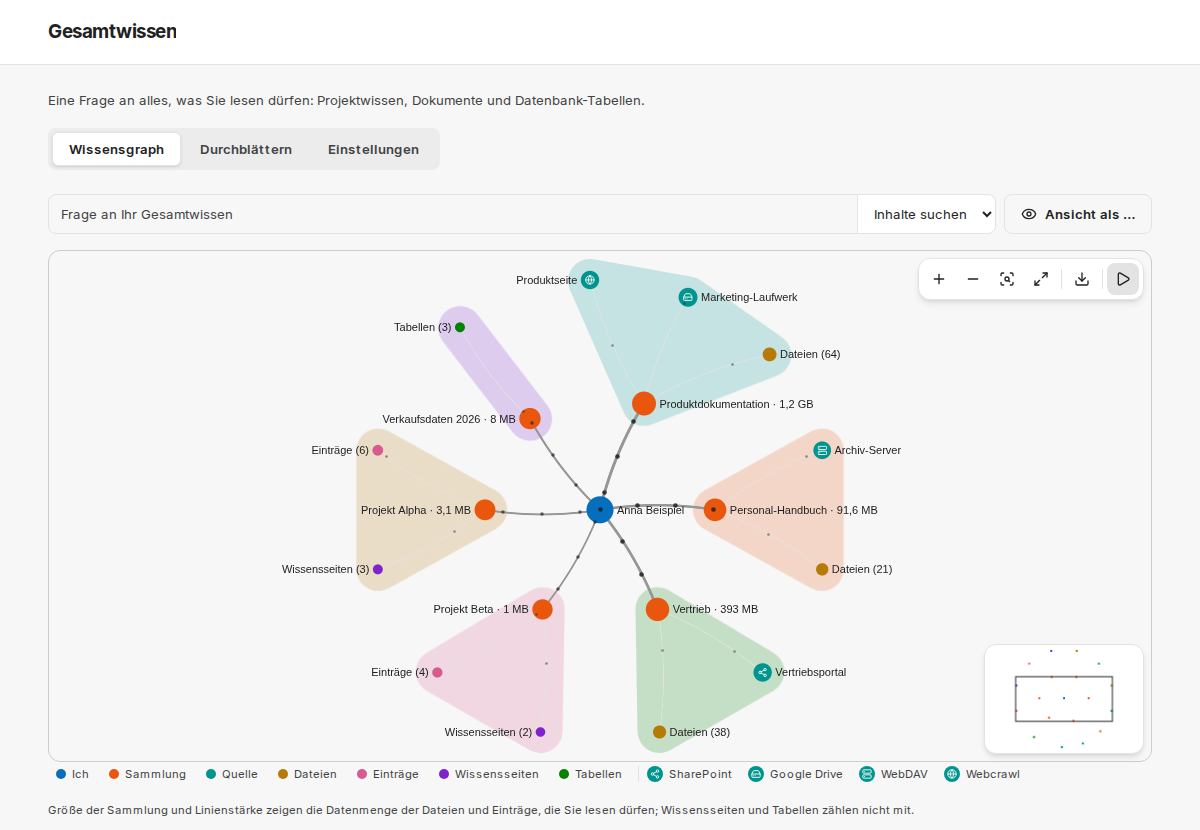 Gesamtwissen
Eine Frage an alles, was Sie lesen dürfen: Projektwissen, Dokumente und Datenbank-Tabellen.
Wissensgraph Durchblättern Einstellungen
Frage an Ihr Gesamtwissen Inhalte suchen Ansicht als ...
Produktseite
Marketing-Laufwerk
Tabellen (3)
Dateien (64)
Produktdokumentation · 1,2 GB
Verkaufsdaten 2026 · 8 MB
Einträge (6)
Archiv-Server
Projekt Alpha · 3,1 MB
Anna Beispiel
Personal-Handbuch · 91,6 MB
Wissensseiten (3)
Dateien (21)
Projekt Beta · 1 MB
Vertrieb · 393 MB
Einträge (4)
Vertriebsportal
Wissensseiten (2)
Dateien (38)
Ich Sammlung Quelle Dateien Einträge Wissensseiten Tabellen SharePoint Google Drive WebDAV Webcrawl
Größe der Sammlung und Linienstärke zeigen die Datenmenge der Dateien und Einträge, die Sie lesen dürfen; Wissensseiten und Tabellen zählen nicht mit.